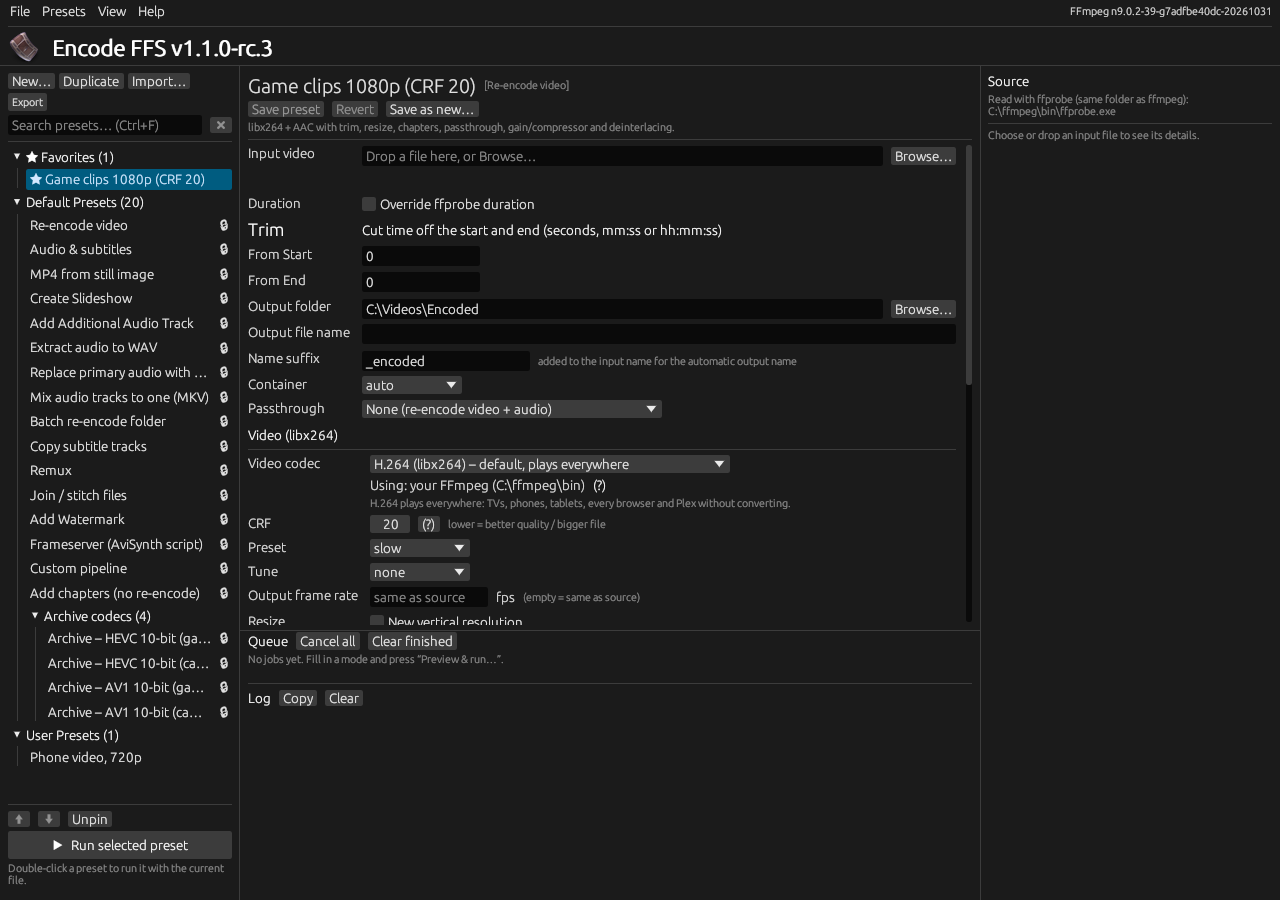 File Presets View Help
FFmpeg n9.0.2-39-g7adfbe40dc-20261031
Encode FFS v1.1.0-rc.3
New… Duplicate Import…
Export
Search presets… (Ctrl+F)
Favorites (1)
Game clips 1080p (CRF 20)
Default Presets (20)
Re-encode video
Audio & subtitles
MP4 from still image
Create Slideshow
Add Additional Audio Track
Extract audio to WAV
Replace primary audio with …
Mix audio tracks to one (MKV)
Batch re-encode folder
Copy subtitle tracks
Remux
Join / stitch files
Add Watermark
Frameserver (AviSynth script)
Custom pipeline
Add chapters (no re-encode)
Archive codecs (4)
Archive – HEVC 10-bit (ga…
Archive – HEVC 10-bit (ca…
Archive – AV1 10-bit (ga…
Archive – AV1 10-bit (ca…
User Presets (1)
Phone video, 720p
Unpin
Run selected preset
Double-click a preset to run it with the current
file.
Game clips 1080p (CRF 20) [Re-encode video]
Save preset Revert Save as new…
libx264 + AAC with trim, resize, chapters, passthrough, gain/compressor and deinterlacing.
Input video Drop a file here, or Browse… Browse…
Duration Override ffprobe duration
Trim Cut time off the start and end (seconds, mm:ss or hh:mm:ss)
From Start 0
From End 0
Output folder C:\Videos\Encoded Browse…
Output file name
Name suffix _encoded added to the input name for the automatic output name
Container auto
Passthrough None (re-encode video + audio)
Video (libx264)
Video codec H.264 (libx264) – default, plays everywhere
Using: your FFmpeg (C:\ffmpeg\bin) (?)
H.264 plays everywhere: TVs, phones, tablets, every browser and Plex without converting.
CRF 20 (?) lower = better quality / bigger file
Preset slow
Tune none
Output frame rate same as source fps (empty = same as source)
Resize New vertical resolution
Queue Cancel all Clear finished
No jobs yet. Fill in a mode and press “Preview & run…”.
Log Copy Clear
Source
Read with ffprobe (same folder as ffmpeg):
C:\ffmpeg\bin\ffprobe.exe
Choose or drop an input file to see its details.